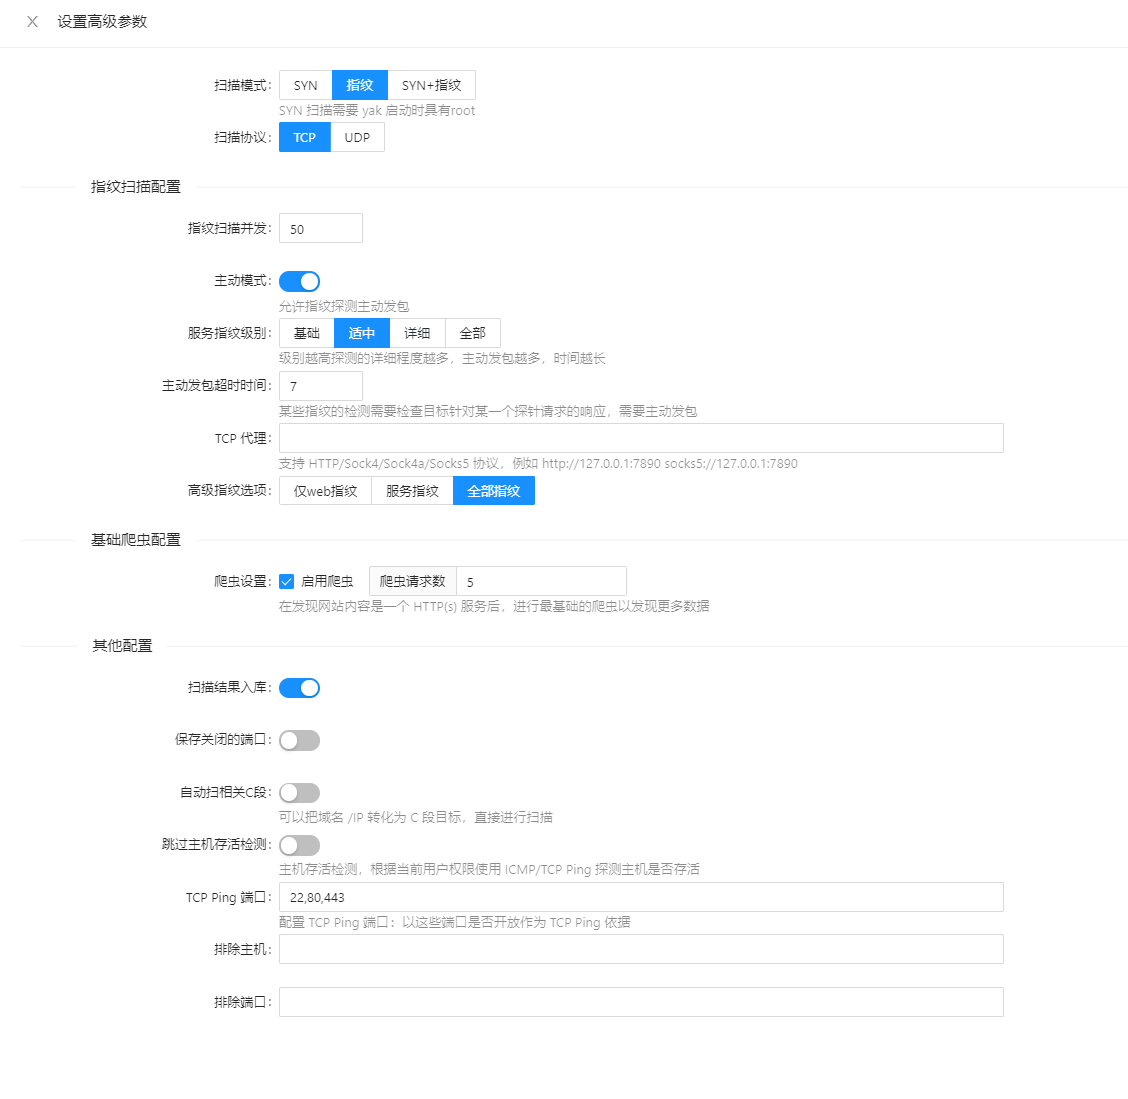 设置高级参数
扫描模式: SYN 指纹 SYN+指纹
SYN 扫描需要 yak 启动时具有root
扫描协议: TCP UDP
指纹扫描配置
指纹扫描并发: 50
主动模式:
允许指纹探测主动发包
服务指纹级别: 基础 适中 详细 全部
级别越高探测的详细程度越多，主动发包越多，时间越长
主动发包超时时间: 7
某些指纹的检测需要检查目标针对某一个探针请求的响应，需要主动发包
TCP 代理:
支持 HTTP/Sock4/Sock4a/Socks5 协议，例如 http://127.0.0.1:7890 socks5://127.0.0.1:7890
高级指纹选项: 仅web指纹 服务指纹 全部指纹
基础爬虫配置
爬虫设置: 启用爬虫 爬虫请求数 5
在发现网站内容是一个 HTTP(s) 服务后，进行最基础的爬虫以发现更多数据
其他配置
扫描结果入库:
保存关闭的端口:
自动扫相关C段:
可以把域名 /IP 转化为 C 段目标，直接进行扫描
跳过主机存活检测:
主机存活检测，根据当前用户权限使用 ICMP/TCP Ping 探测主机是否存活
TCP Ping 端口: 22,80,443
配置 TCP Ping 端口：以这些端口是否开放作为 TCP Ping 依据
排除主机:
排除端口: